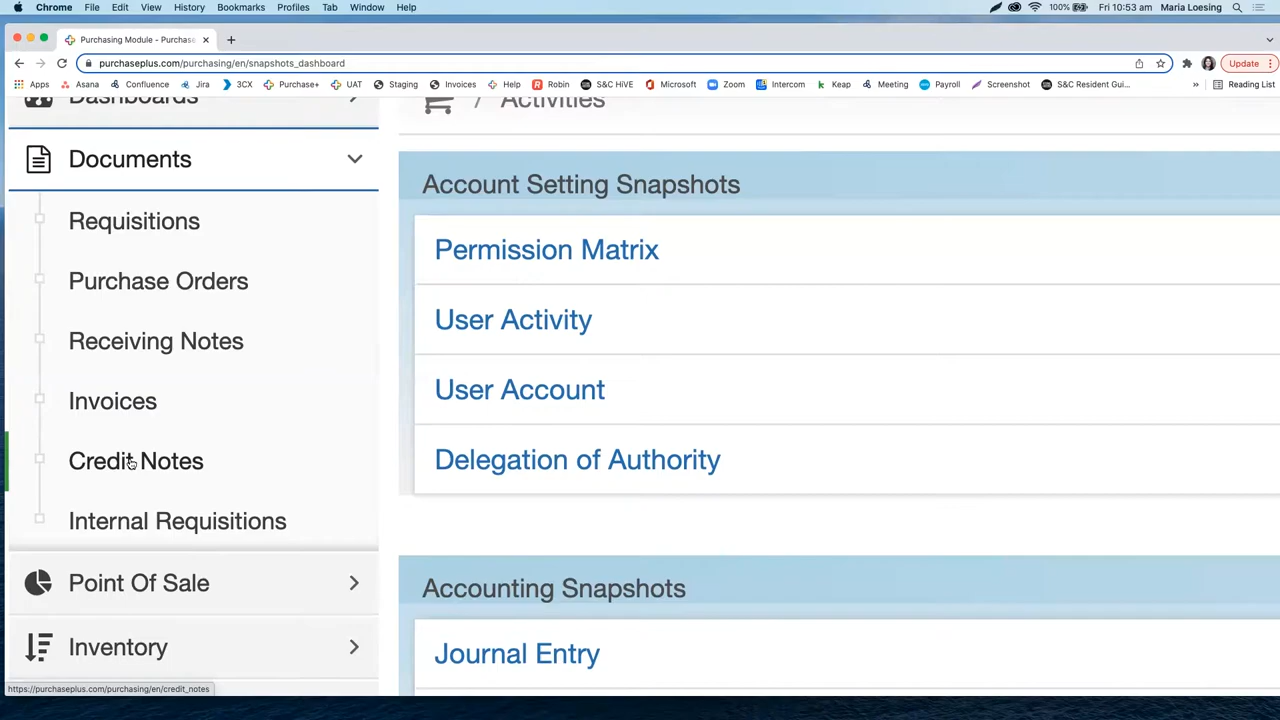 Chrome File Edit View History Bookmarks Profiles Tab Window Help 100% Fri 10:53 am Maria Loesing
Purchasing Module - Purchase
purchaseplus.com/purchasing/en/snapshots_dashboard Update
Apps Asana Confluence Jira 3CX Purchase+ UAT Staging Invoices Help Robin S&C HiVE Microsoft Zoom Intercom Keap Meeting Payroll Screenshot S&C Resident Gui... » Reading List
Dashboards
/ Activities
Documents
Requisitions
Purchase Orders
Receiving Notes
Invoices
Credit Notes
Internal Requisitions
Point Of Sale
Inventory
Account Setting Snapshots
Permission Matrix
User Activity
User Account
Delegation of Authority
Accounting Snapshots
Journal Entry
https://purchaseplus.com/purchasing/en/credit_notes